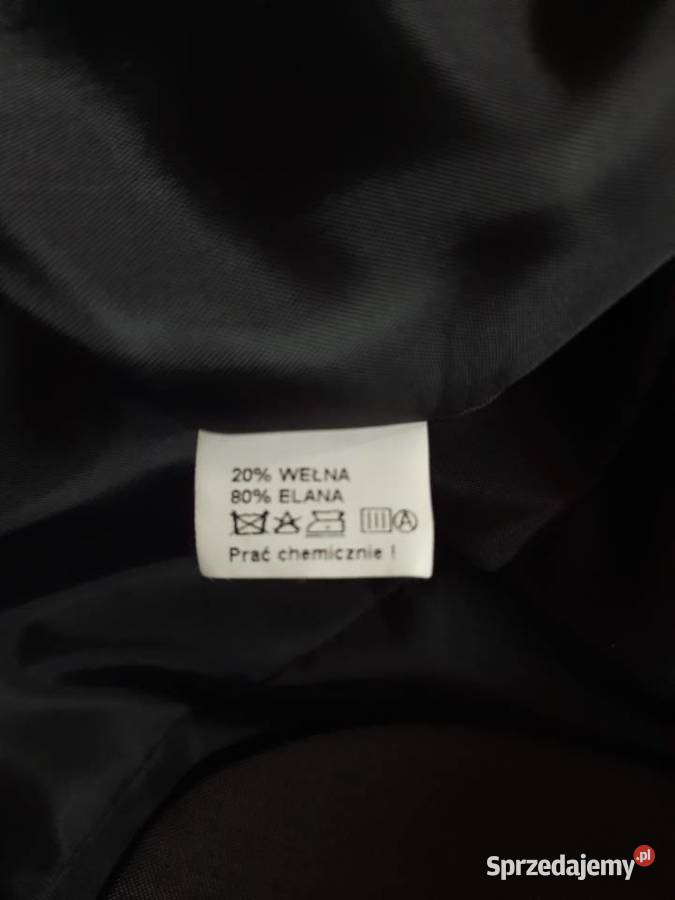 20% WEŁNA
80% ELANA
A
Prać chemicznie !
Sprzedajemy.pl